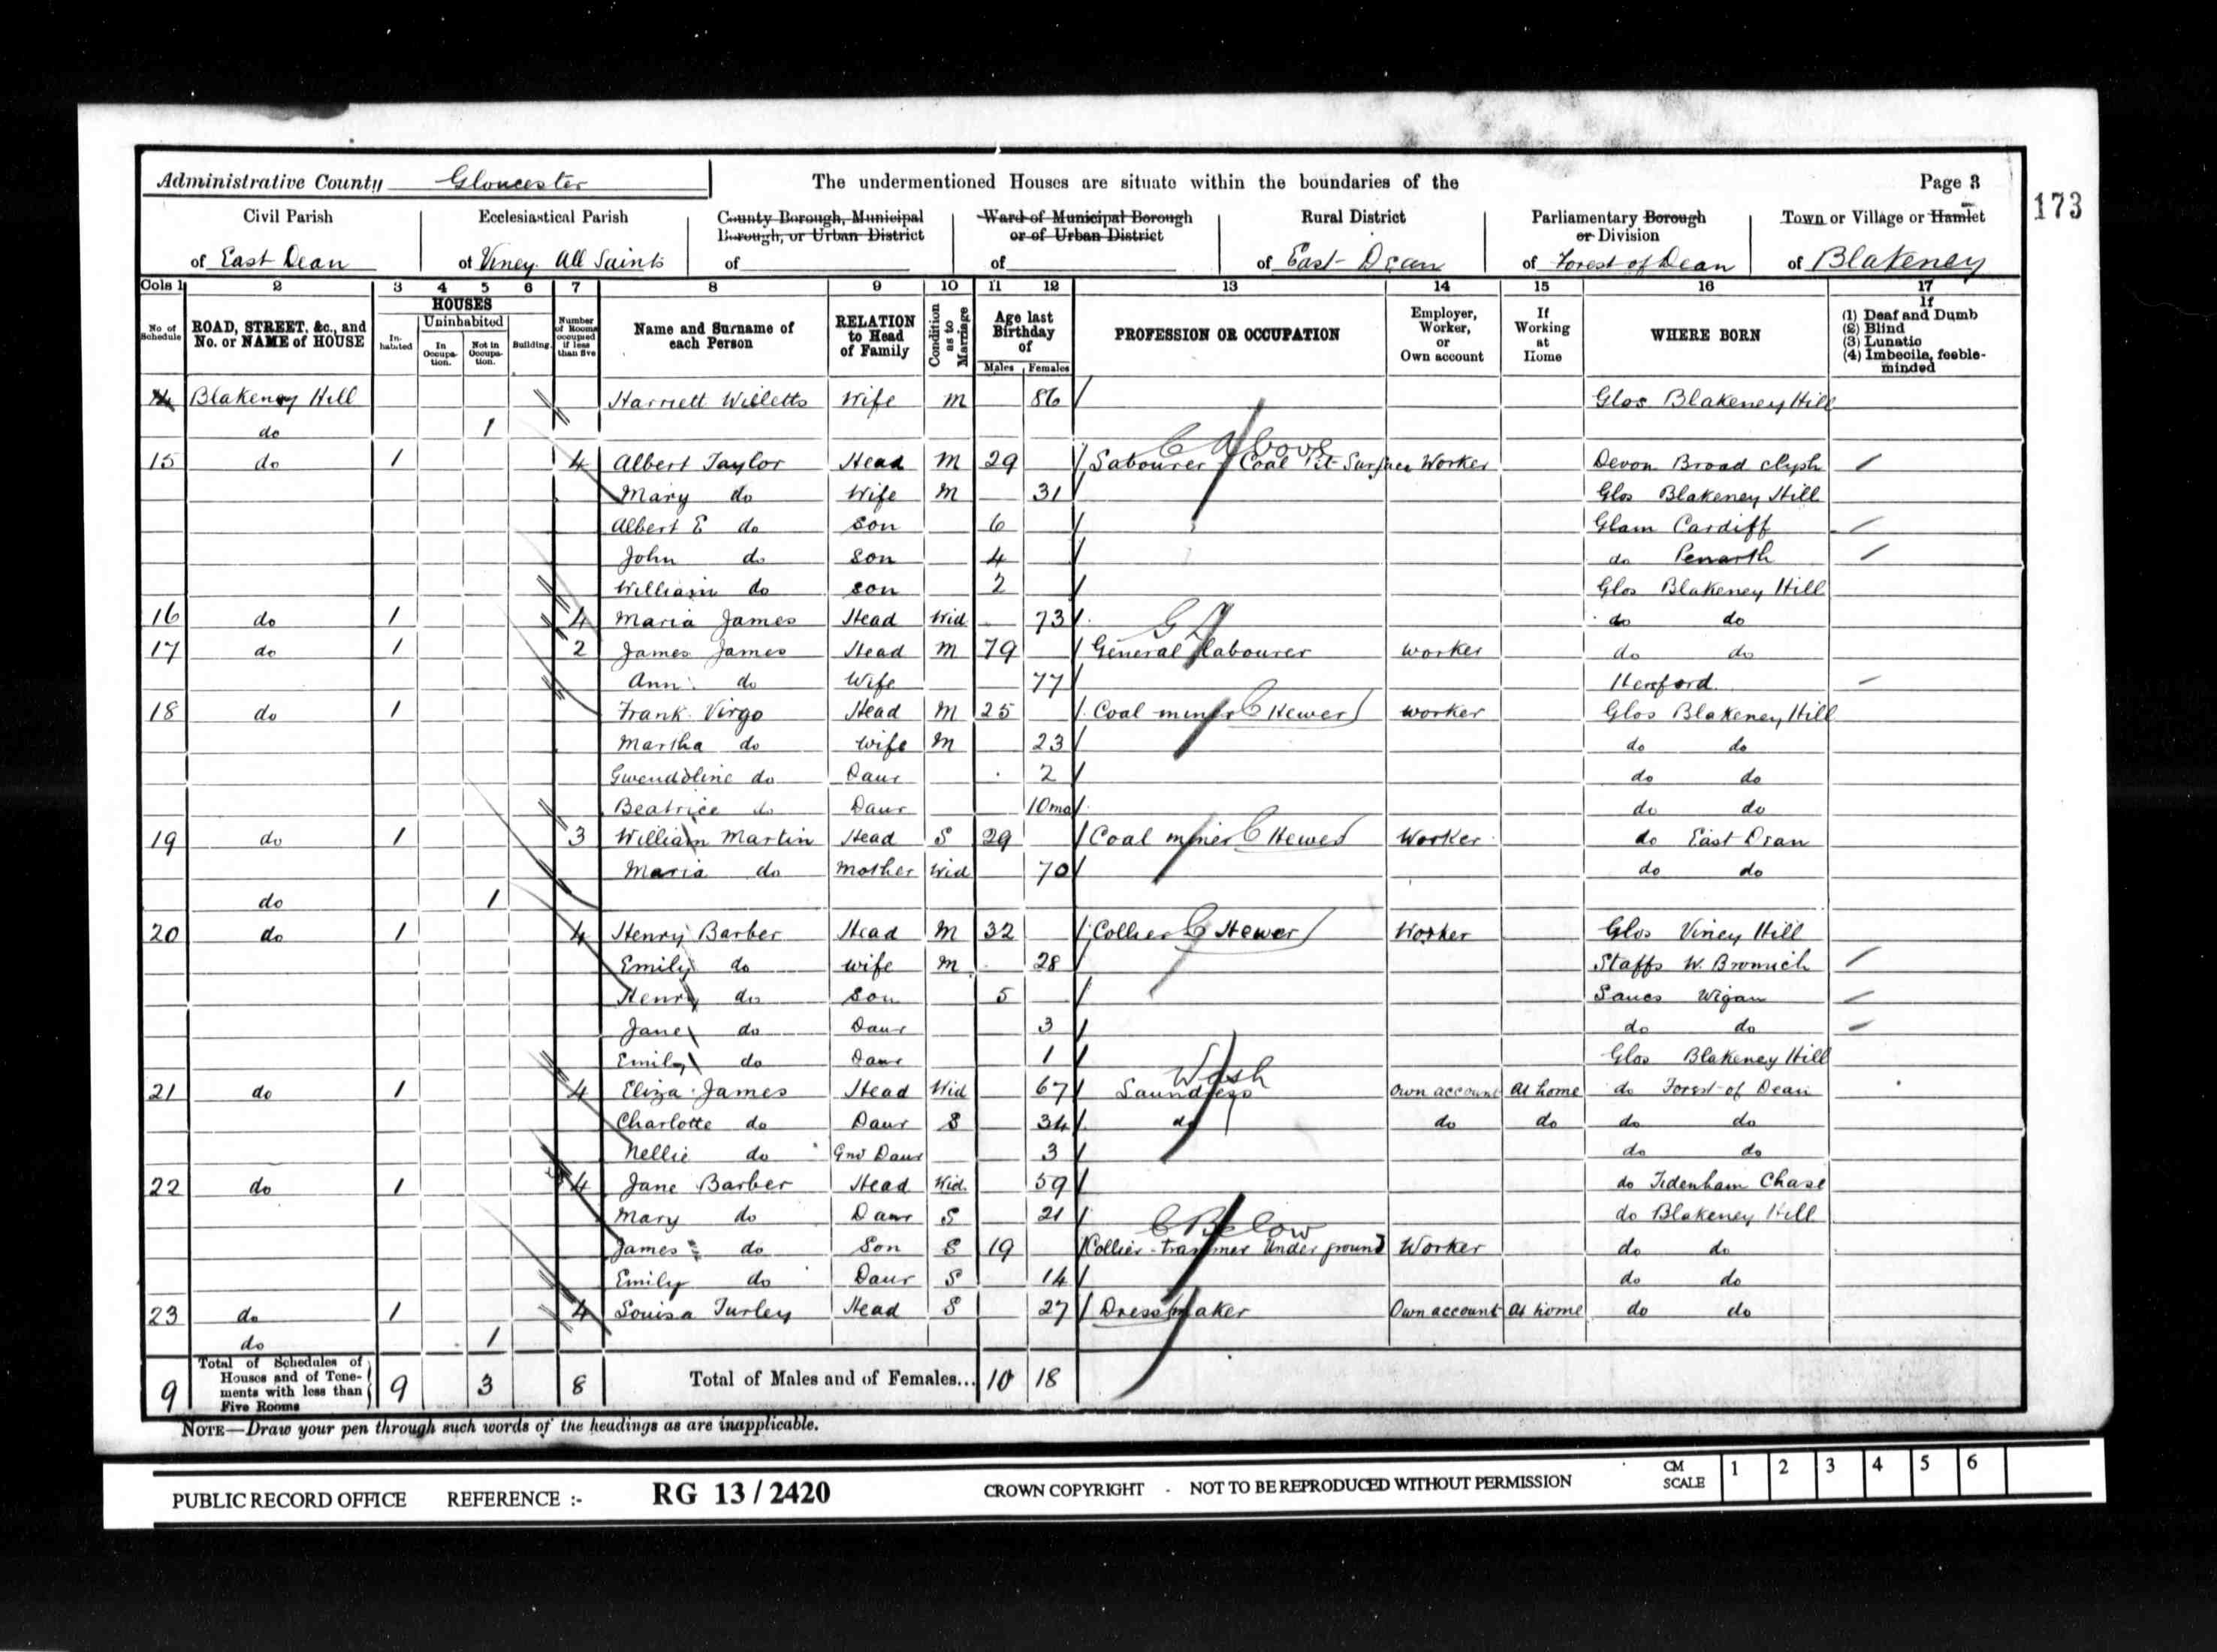 Administrative County Gloucester The undermentioned Houses are situate within the boundaries of the Page 3
173
Civil Parish Ecclesiastical Parish County Borough, Municipal Borough, or Urban District Ward of Municipal Borough or of Urban District Rural District Parliamentary Borough or Division Town or Village or Hamlet
of East Dean of Viney All Saints of of of East Dean of Forest of Dean of Blakeney
Cols 1 2 3 4 5 6 7 8 9 10 11 12 13 14 15 16 17
No of Schedule ROAD, STREET, &c., and No. or NAME of HOUSE HOUSES Inhabited Uninhabited In Occupation. Not in Occupation. Building Number of Rooms occupied if less than five Name and Surname of each Person RELATION to Head of Family Condition as to Marriage Age last Birthday of Males Females PROFESSION OR OCCUPATION Employer, Worker, or Own account If Working at Home WHERE BORN If (1) Deaf and Dumb (2) Blind (3) Lunatic (4) Imbecile, feeble-minded
Blakeney Hill Harriett Willetts Wife M 86 Glos Blakeney Hill
do 1
C above
15 do 1 4 Albert Taylor Head M 29 Labourer Coal Pit Surface Worker Devon Broad Clysh
Mary do Wife M 31 Glos Blakeney Hill
Albert E do Son 6 Glam Cardiff
John do Son 4 do Penarth
William do Son 2 Glos Blakeney Hill
16 do 1 4 Maria James Head Wid 73 do do
G L
17 do 1 2 James James Head M 79 General Labourer Worker do do
Ann do Wife 77 Hereford
18 do 1 Frank Virgo Head M 25 Coal miner C Hewer Worker Glos Blakeney Hill
Martha do Wife M 23 do do
Gwendoline do Daur 2 do do
Beatrice do Daur 10mo do do
19 do 1 3 William Martin Head S 29 Coal miner C Hewer Worker do East Dean
Maria do Mother Wid 70 do do
do 1
20 do 1 4 Henry Barber Head M 32 Collier C Hewer Worker Glos Viney Hill
Emily do Wife M 28 Staffs W. Bromwich
Henry do Son 5 Lancs Wigan
Jane do Daur 3 do do
Emily do Daur 1 Glos Blakeney Hill
Wash
21 do 1 4 Eliza James Head Wid 67 Laundress Own account At home do Forest of Dean
Charlotte do Daur S 34 do do do do do
Nellie do Gnd Daur 3 do do
22 do 1 4 Jane Barber Head Wid. 59 do Tidenham Chase
Mary do Daur S 21 do Blakeney Hill
C Below
James do Son S 19 Collier - Trammer Under ground Worker do do
Emily do Daur S 14 do do
23 do 1 4 Louisa Turley Head S 27 Dressmaker Own account At home do do
do 1
9 Total of Schedules of Houses and of Tenements with less than Five Rooms 9 3 8 Total of Males and of Females... 10 18
NOTE—Draw your pen through such words of the headings as are inapplicable.
PUBLIC RECORD OFFICE REFERENCE :- RG 13 / 2420 CROWN COPYRIGHT - NOT TO BE REPRODUCED WITHOUT PERMISSION CM SCALE 1 2 3 4 5 6